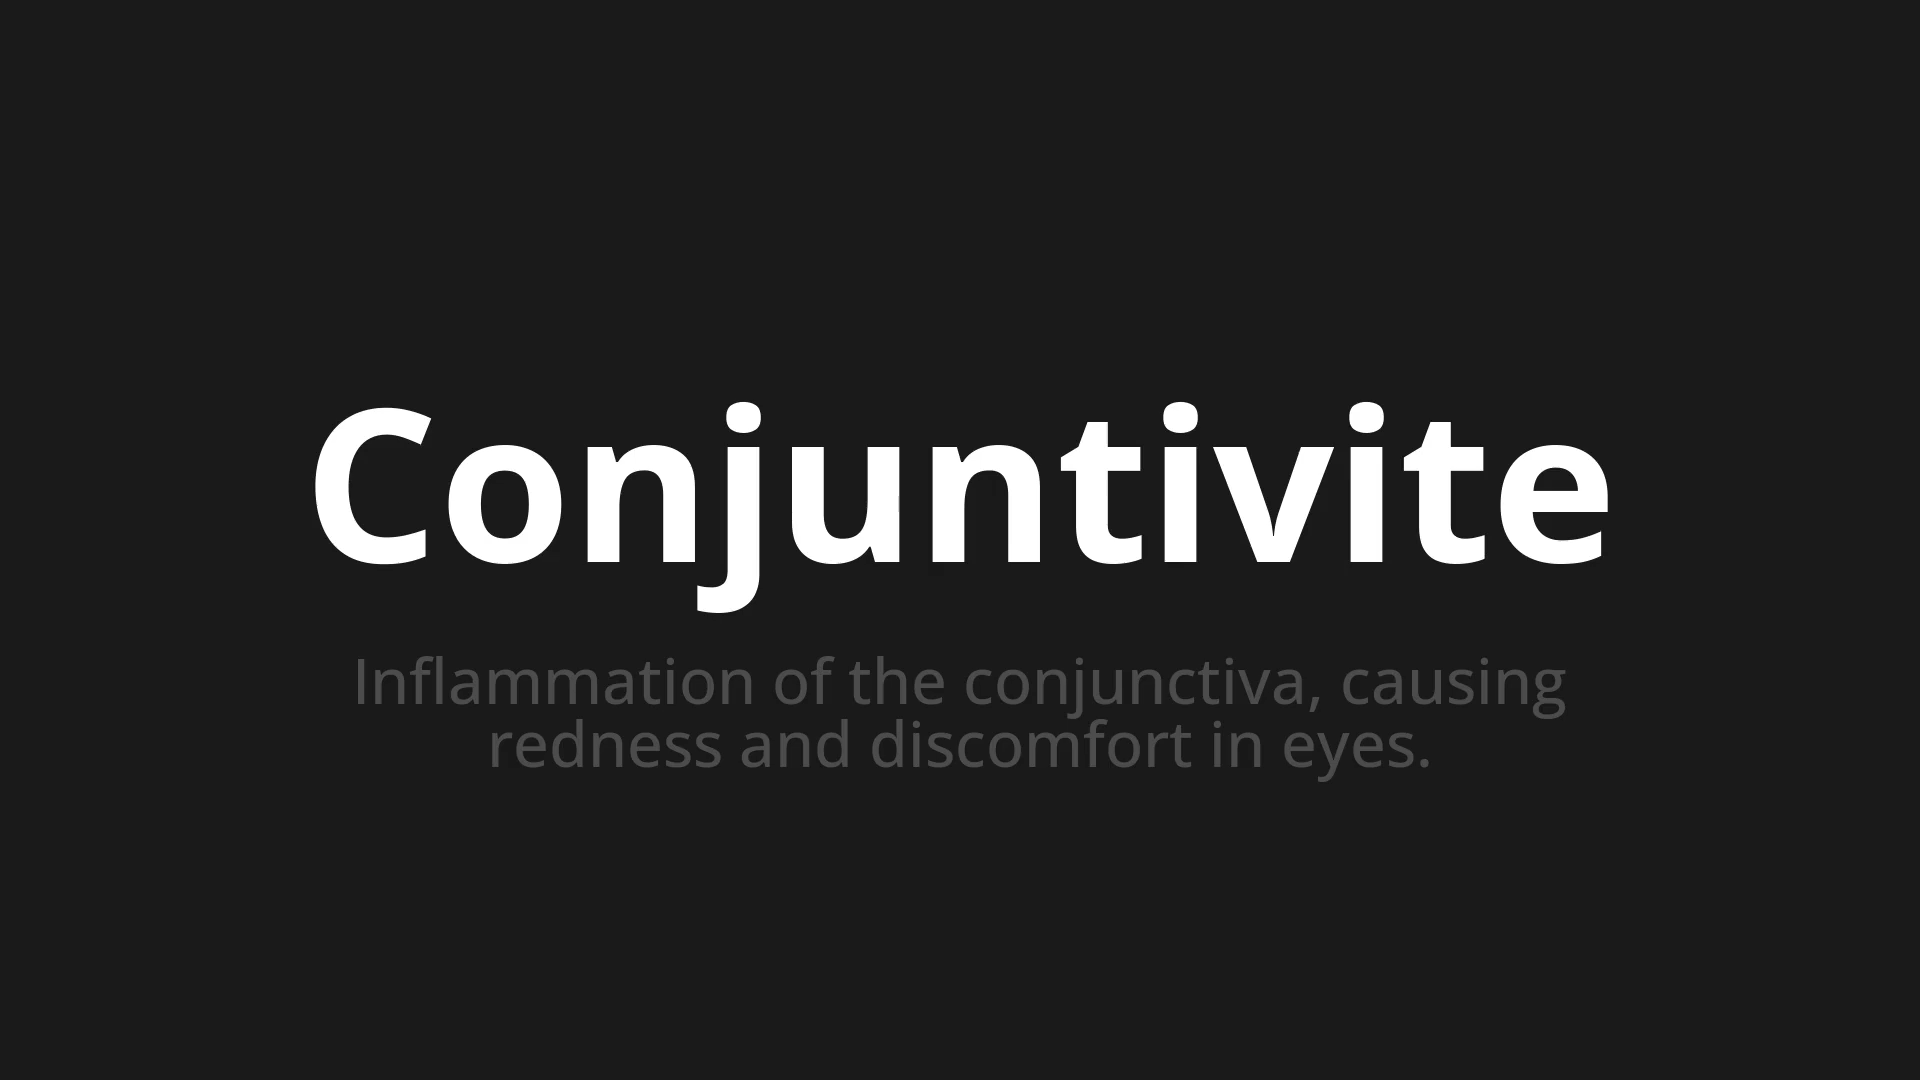 Conjuntivite
Inflammation of the conjunctiva, causing
redness and discomfort in eyes.